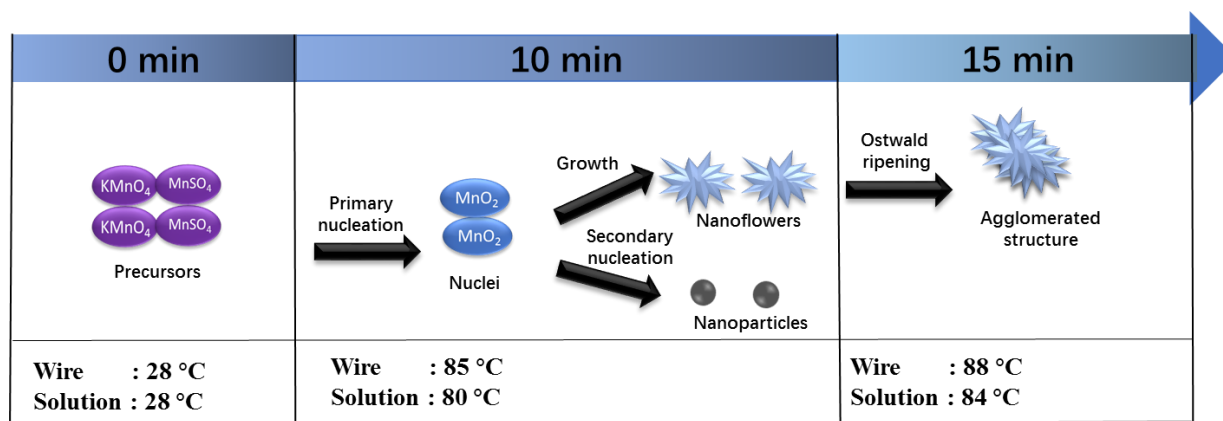 0 min
10 min
15 min
KMnO₄
MnSO₄
KMnO₄
MnSO₄
Precursors
Primary
nucleation
MnO₂
MnO₂
Nuclei
Growth
Nanoflowers
Secondary
nucleation
Nanoparticles
Ostwald
ripening
Agglomerated
structure
Wire : 28 °C
Solution : 28 °C
Wire : 85 °C
Solution : 80 °C
Wire : 88 °C
Solution : 84 °C